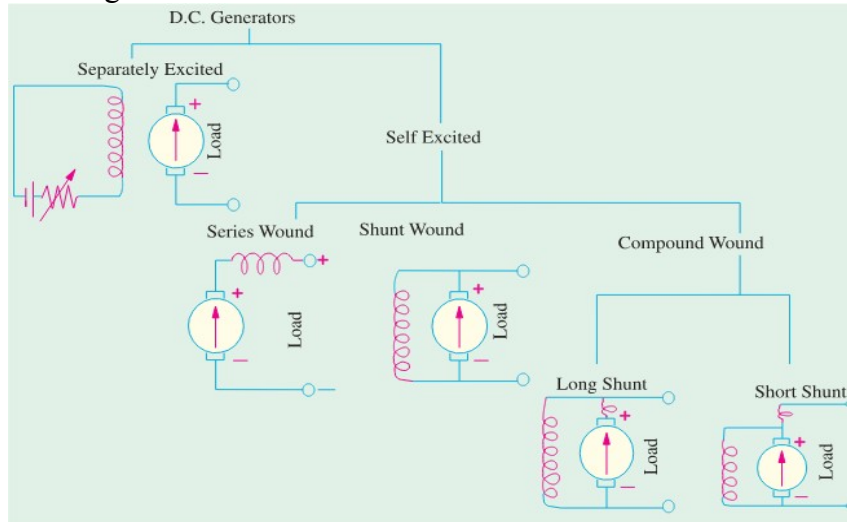 D.C. Generators
Separately Excited
+
Load
−
Self Excited
Series Wound
Shunt Wound
Compound Wound
+
+
Load
−
−
+
Load
−
Long Shunt
Short Shunt
+
Load
−
+
Load
−